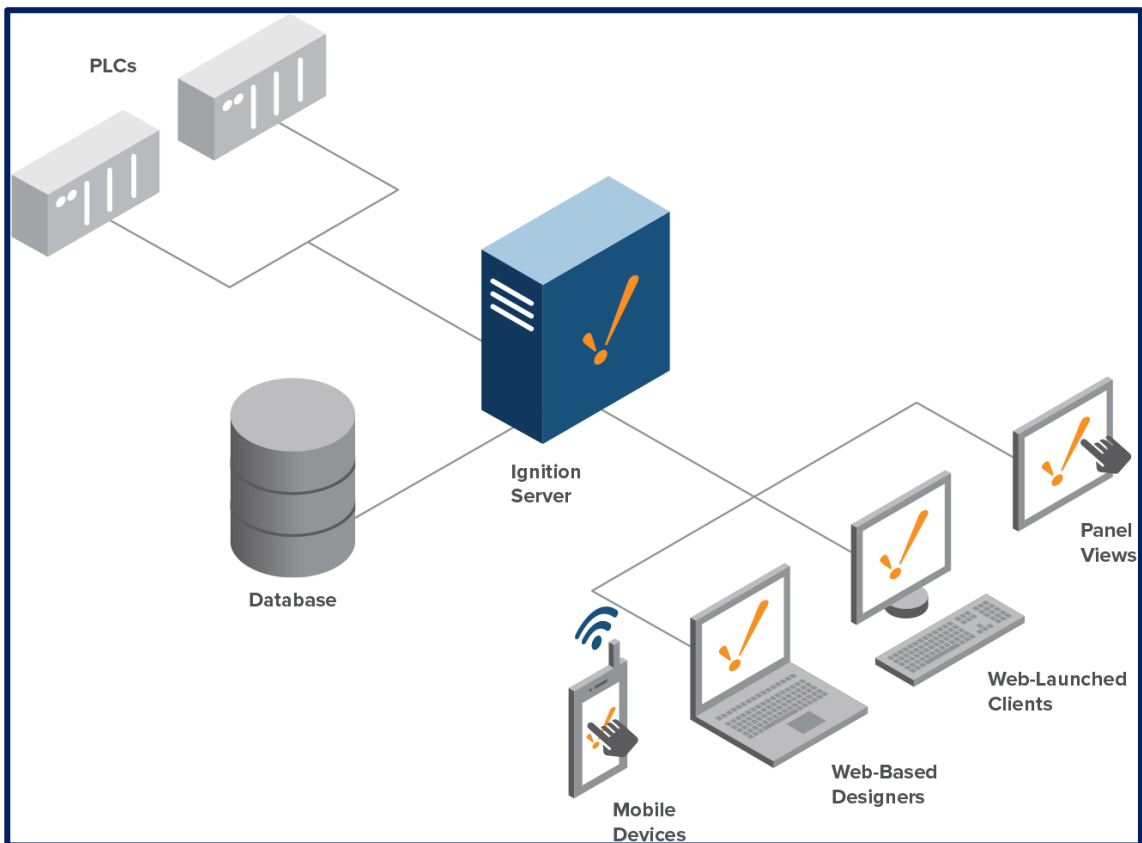 PLCs
Ignition
Server
Database
Panel
Views
Web-Launched
Clients
Web-Based
Designers
Mobile
Devices